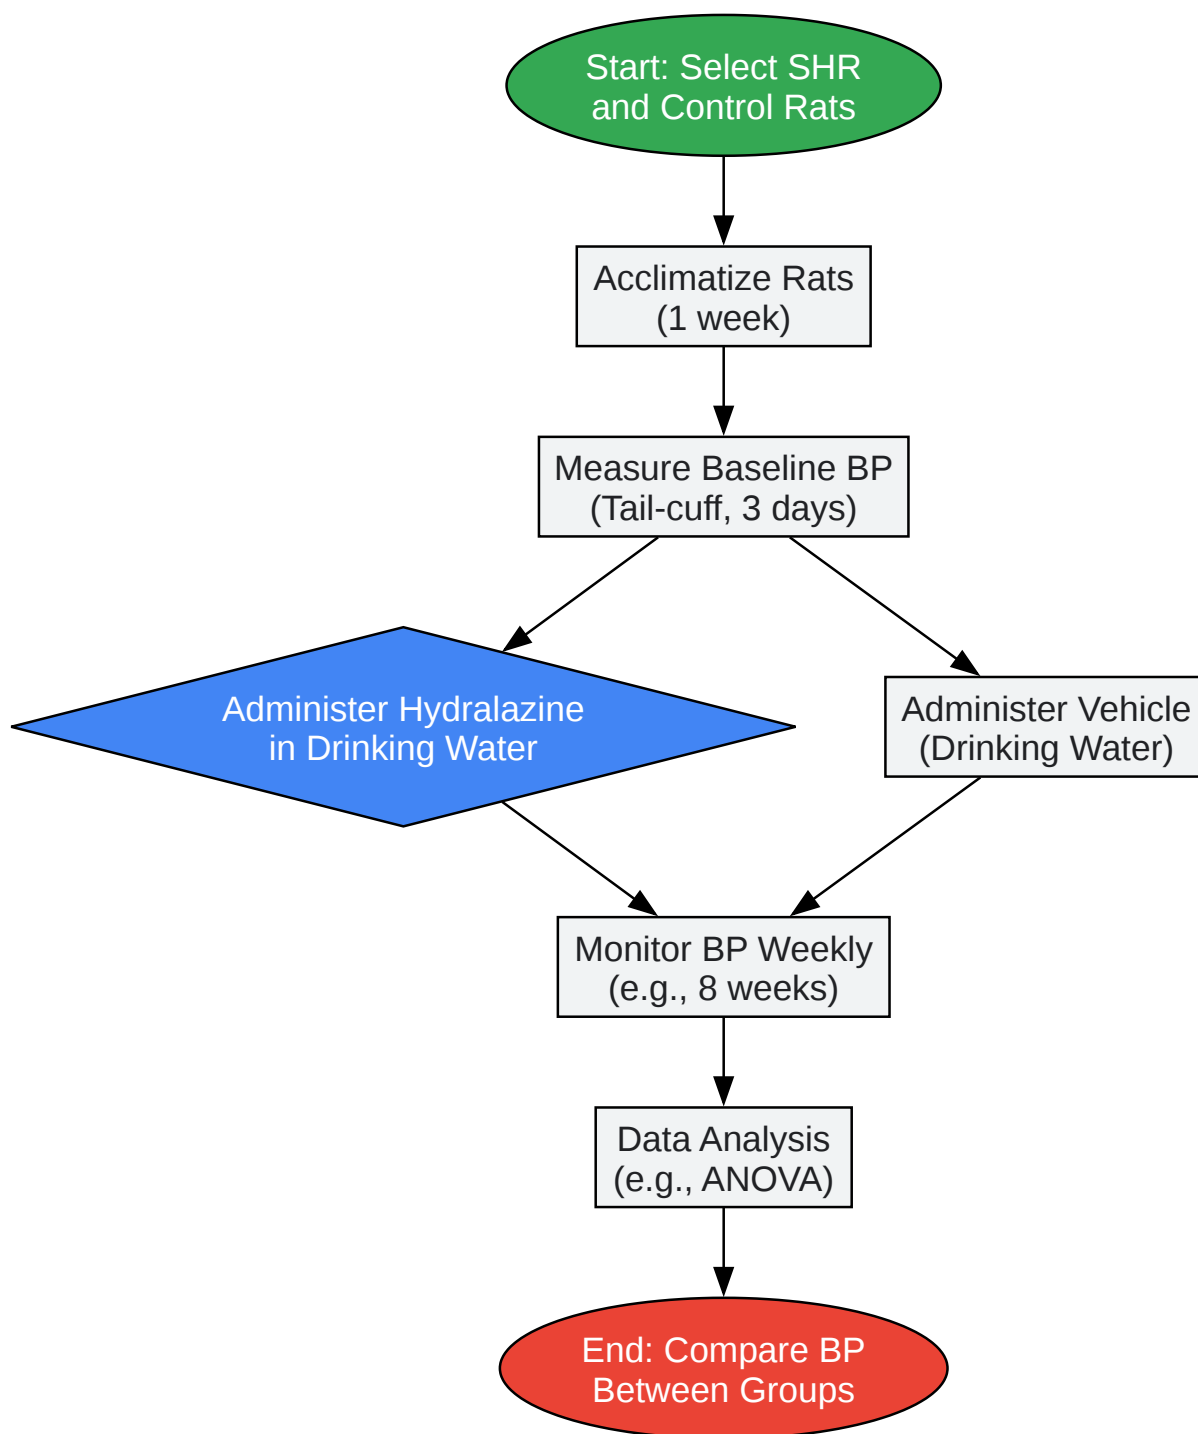 Start: Select SHR
and Control Rats
Acclimatize Rats
(1 week)
Measure Baseline BP
(Tail-cuff, 3 days)
Administer Hydralazine
in Drinking Water
Administer Vehicle
(Drinking Water)
Monitor BP Weekly
(e.g., 8 weeks)
Data Analysis
(e.g., ANOVA)
End: Compare BP
Between Groups